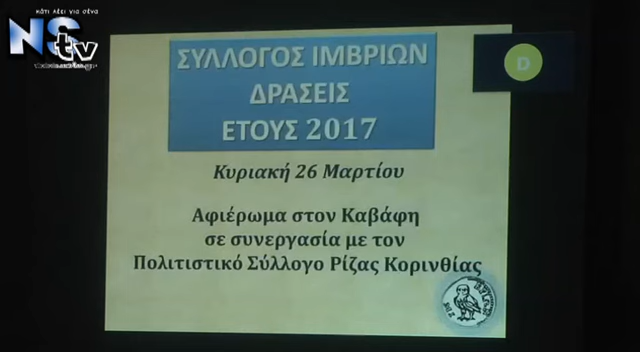 κάτι λέει για σένα
NS
tv
ΣΥΛΛΟΓΟΣ ΙΜΒΡΙΩΝ
ΔΡΑΣΕΙΣ
ΕΤΟΥΣ 2017
D
Κυριακή 26 Μαρτίου
Αφιέρωμα στον Καβάφη
σε συνεργασία με τον
Πολιτιστικό Σύλλογο Ρίζας Κορινθίας